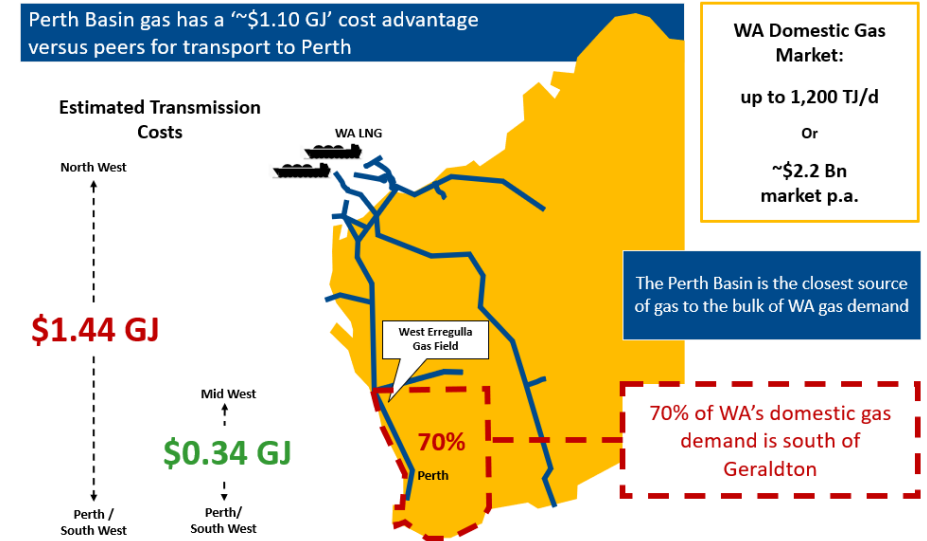 Perth Basin gas has a ‘~$1.10 GJ’ cost advantage
versus peers for transport to Perth
WA Domestic Gas
Market:
up to 1,200 TJ/d
Or
~$2.2 Bn
market p.a.
Estimated Transmission
Costs
WA LNG
North West
$1.44 GJ
Perth /
South West
Mid West
$0.34 GJ
Perth/
South West
West Erregulla
Gas Field
70%
Perth
The Perth Basin is the closest source
of gas to the bulk of WA gas demand
70% of WA’s domestic gas
demand is south of
Geraldton